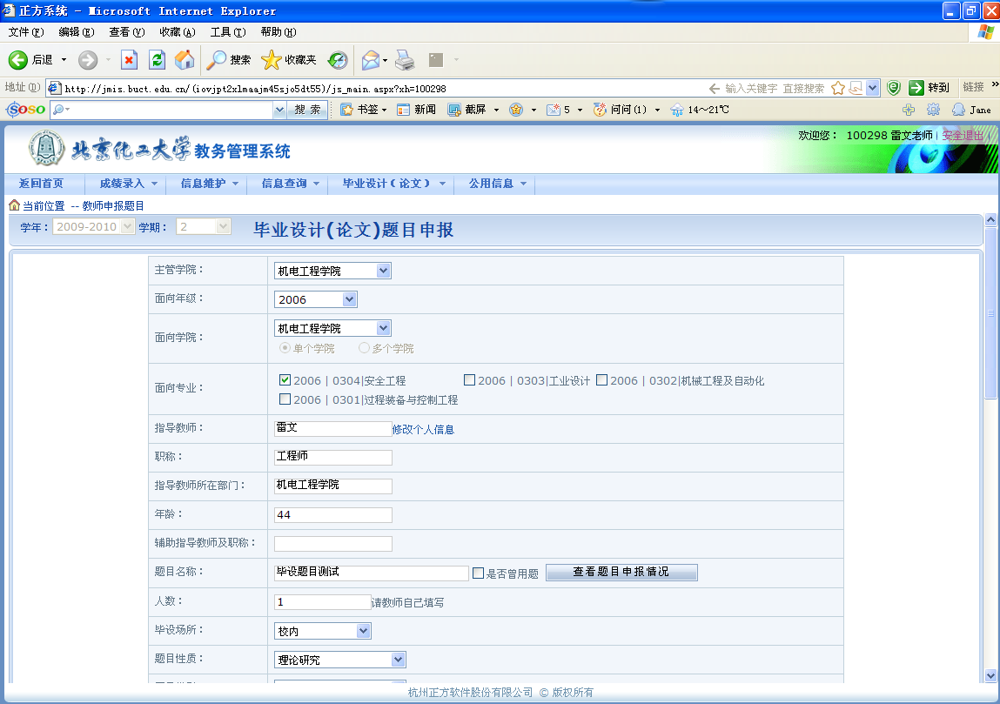 正方系统 - Microsoft Internet Explorer
文件(F) 编辑(E) 查看(V) 收藏(A) 工具(T) 帮助(H)
后退 搜索 收藏夹
地址(D) http://jmis.buct.edu.cn/(iovjpt2xlmaajm45sjo5dt55)/js_main.aspx?xh=100298 输入关键字 直接搜索 转到 链接 »
SOSO 搜 索 书签 新闻 截屏 5 问问(1) 14~21℃ Jane
北京化工大学 教务管理系统 欢迎您: 100298 雷文老师 | 安全退出 |
返回首页 成绩录入 信息维护 信息查询 毕业设计(论文) 公用信息
当前位置 -- 教师申报题目
学年: 2009-2010 学期: 2 毕业设计(论文)题目申报
主管学院: 机电工程学院
面向年级: 2006
面向学院: 机电工程学院
单个学院 多个学院
面向专业: 2006 | 0304|安全工程 2006 | 0303|工业设计 2006 | 0302|机械工程及自动化
2006 | 0301|过程装备与控制工程
指导教师: 雷文 修改个人信息
职称: 工程师
指导教师所在部门: 机电工程学院
年龄: 44
辅助指导教师及职称:
题目名称: 毕设题目测试 是否曾用题 查看题目申报情况
人数: 1 请教师自己填写
毕设场所: 校内
题目性质: 理论研究
杭州正方软件股份有限公司 © 版权所有